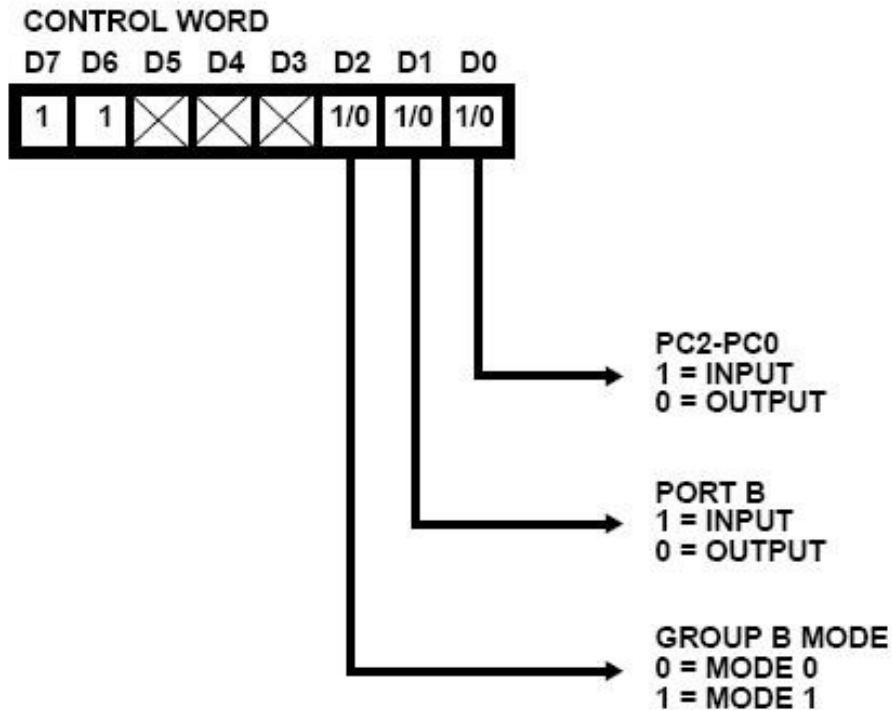 CONTROL WORD
D7 D6 D5 D4 D3 D2 D1 D0
1 1 1/0 1/0 1/0
PC2-PC0
1 = INPUT
0 = OUTPUT
PORT B
1 = INPUT
0 = OUTPUT
GROUP B MODE
0 = MODE 0
1 = MODE 1